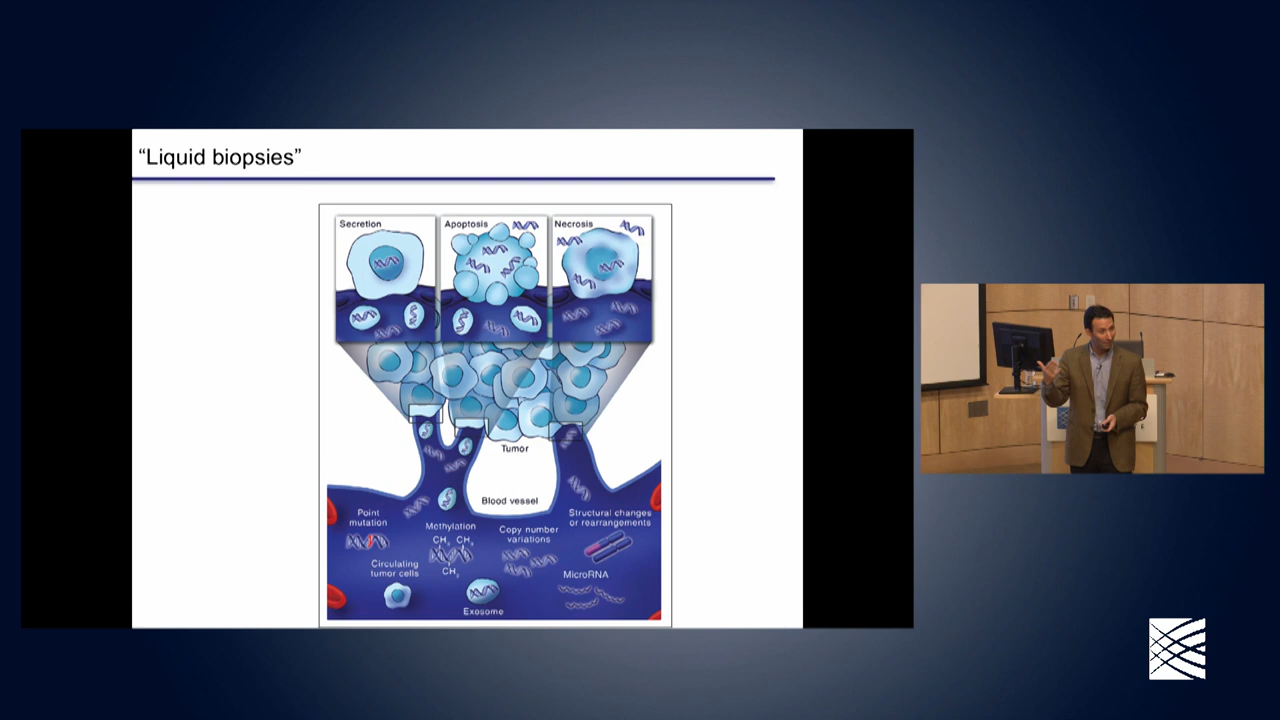 “Liquid biopsies”
Secretion
Apoptosis
Necrosis
Tumor
Blood vessel
Point
mutation
Methylation
CH₃ CH₃
CH₃
Copy number
variations
Structural changes
or rearrangements
Circulating
tumor cells
Exosome
MicroRNA